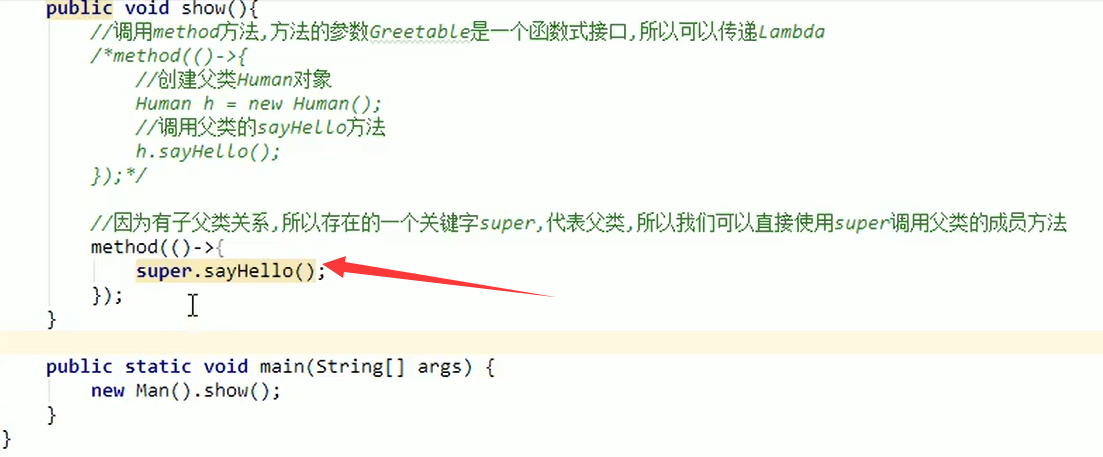 public void show(){
//调用method方法,方法的参数Greetable是一个函数式接口,所以可以传递Lambda
/*method(()->{
//创建父类Human对象
Human h = new Human();
//调用父类的sayHello方法
h.sayHello();
});*/
//因为有子父类关系,所以存在的一个关键字super,代表父类,所以我们可以直接使用super调用父类的成员方法
method(()->{
super.sayHello();
});
}
public static void main(String[] args) {
new Man().show();
}
}